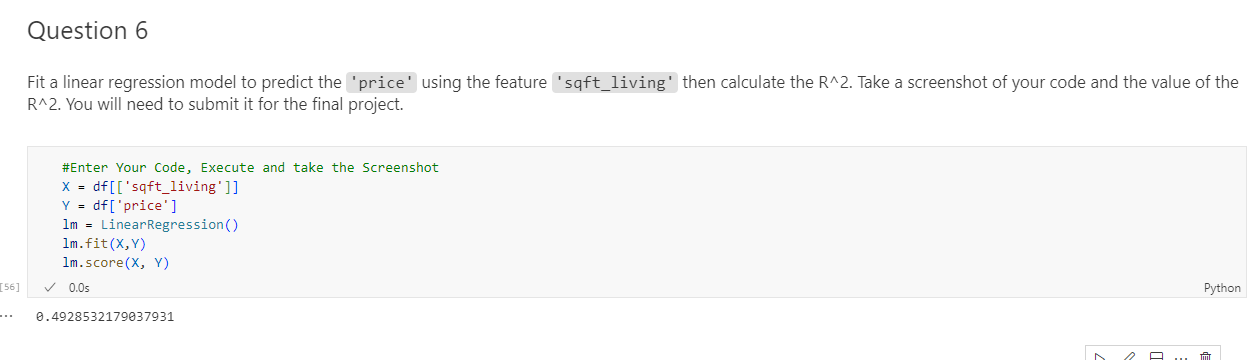 Question 6
Fit a linear regression model to predict the 'price' using the feature 'sqft_living' then calculate the R^2. Take a screenshot of your code and the value of the
R^2. You will need to submit it for the final project.
#Enter Your Code, Execute and take the Screenshot
X = df[['sqft_living']]
Y = df['price']
lm = LinearRegression()
lm.fit(X,Y)
lm.score(X, Y)
[56] ✓ 0.0s Python
... 0.4928532179037931